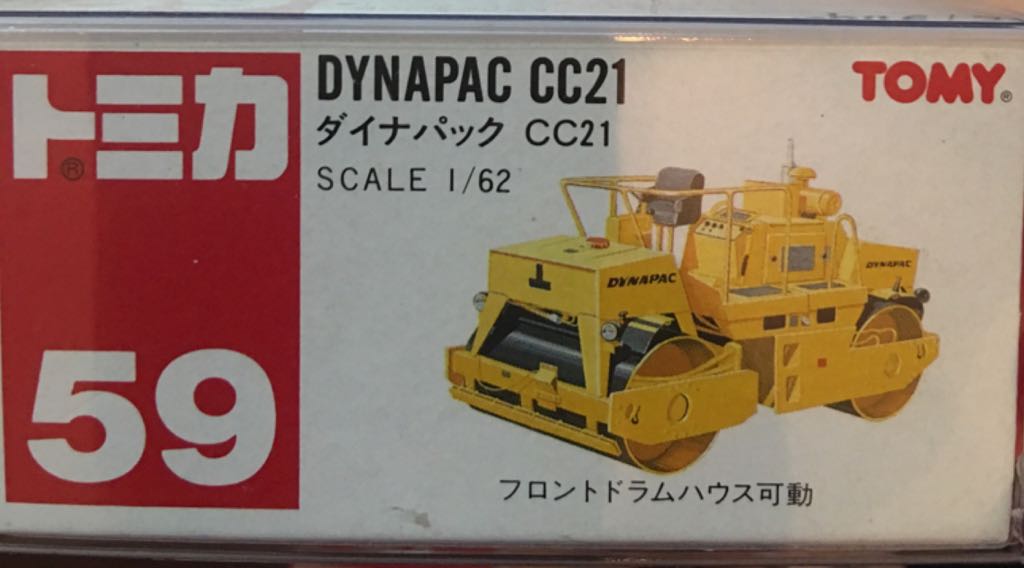 トミカ®
59
DYNAPAC CC21
ダイナパック CC21
SCALE 1/62
TOMY®
DYNAPAC
DYNAPAC
フロントドラムハウス可動